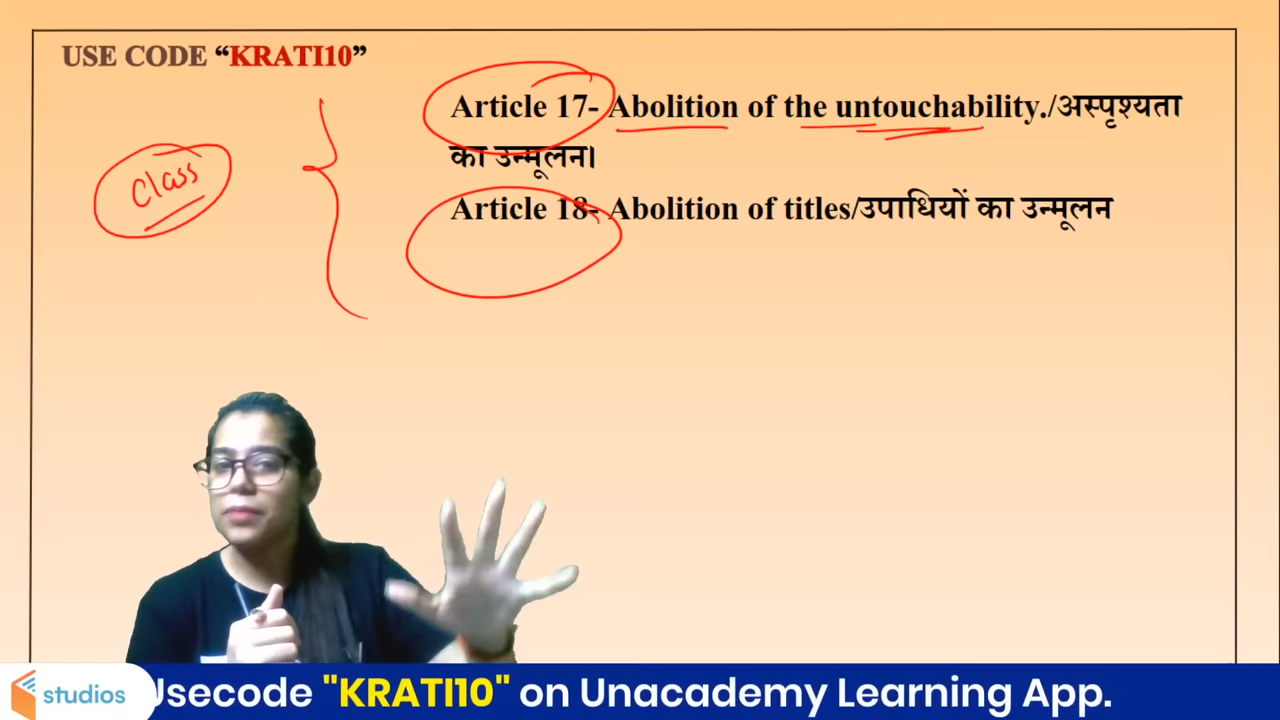 USE CODE “KRATI10”
Article 17- Abolition of the untouchability./अस्पृश्यता
का उन्मूलन।
class
Article 18- Abolition of titles/उपाधियों का उन्मूलन
studios
Usecode "KRATI10" on Unacademy Learning App.